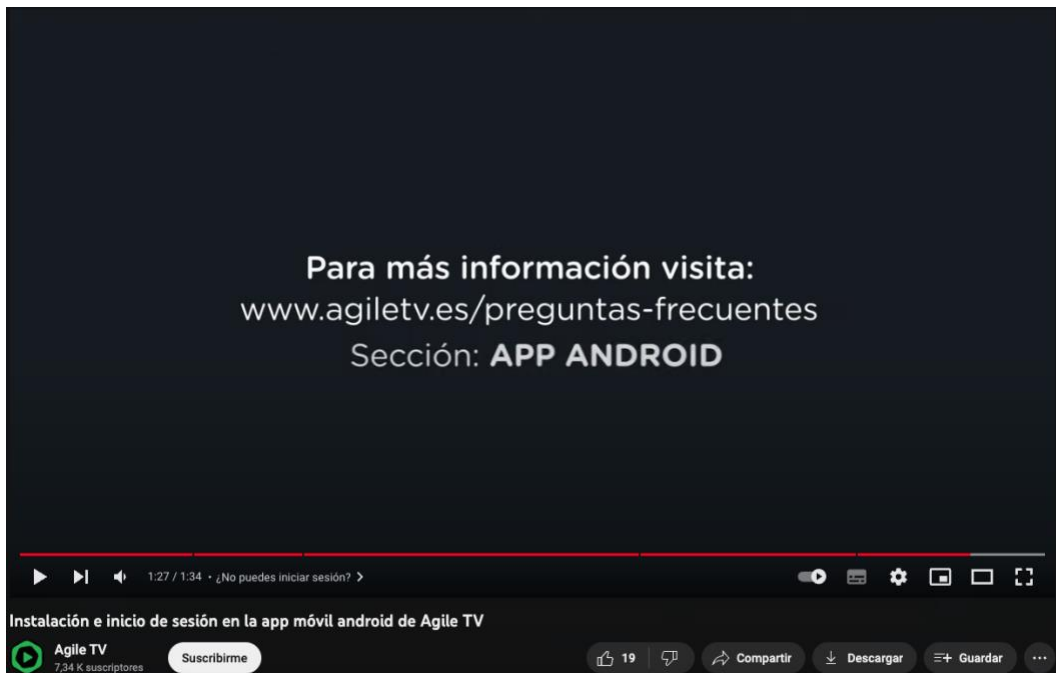 Para más información visita:
www.agiletv.es/preguntas-frecuentes
Sección: APP ANDROID
1:27 / 1:34 • ¿No puedes iniciar sesión?
Instalación e inicio de sesión en la app móvil android de Agile TV
Agile TV
7,34 K suscriptores
Suscribirme
19
Compartir
Descargar
Guardar